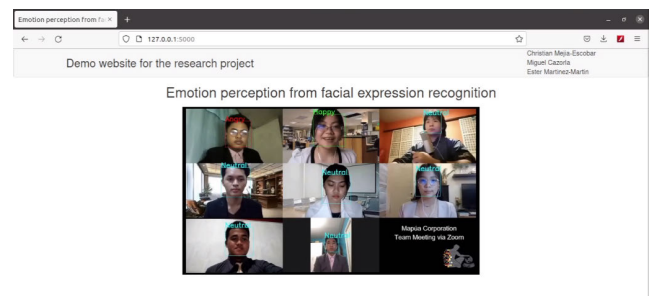 Emotion perception from fa
127.0.0.1:5000
Demo website for the research project
Christian Mejia-Escobar
Miguel Cazorla
Ester Martinez-Martin
Emotion perception from facial expression recognition
Happy
Happy
Neutral
Neutral
Neutral
Neutral
Neutral
Neutral
Mapúa Corporation
Team Meeting via Zoom